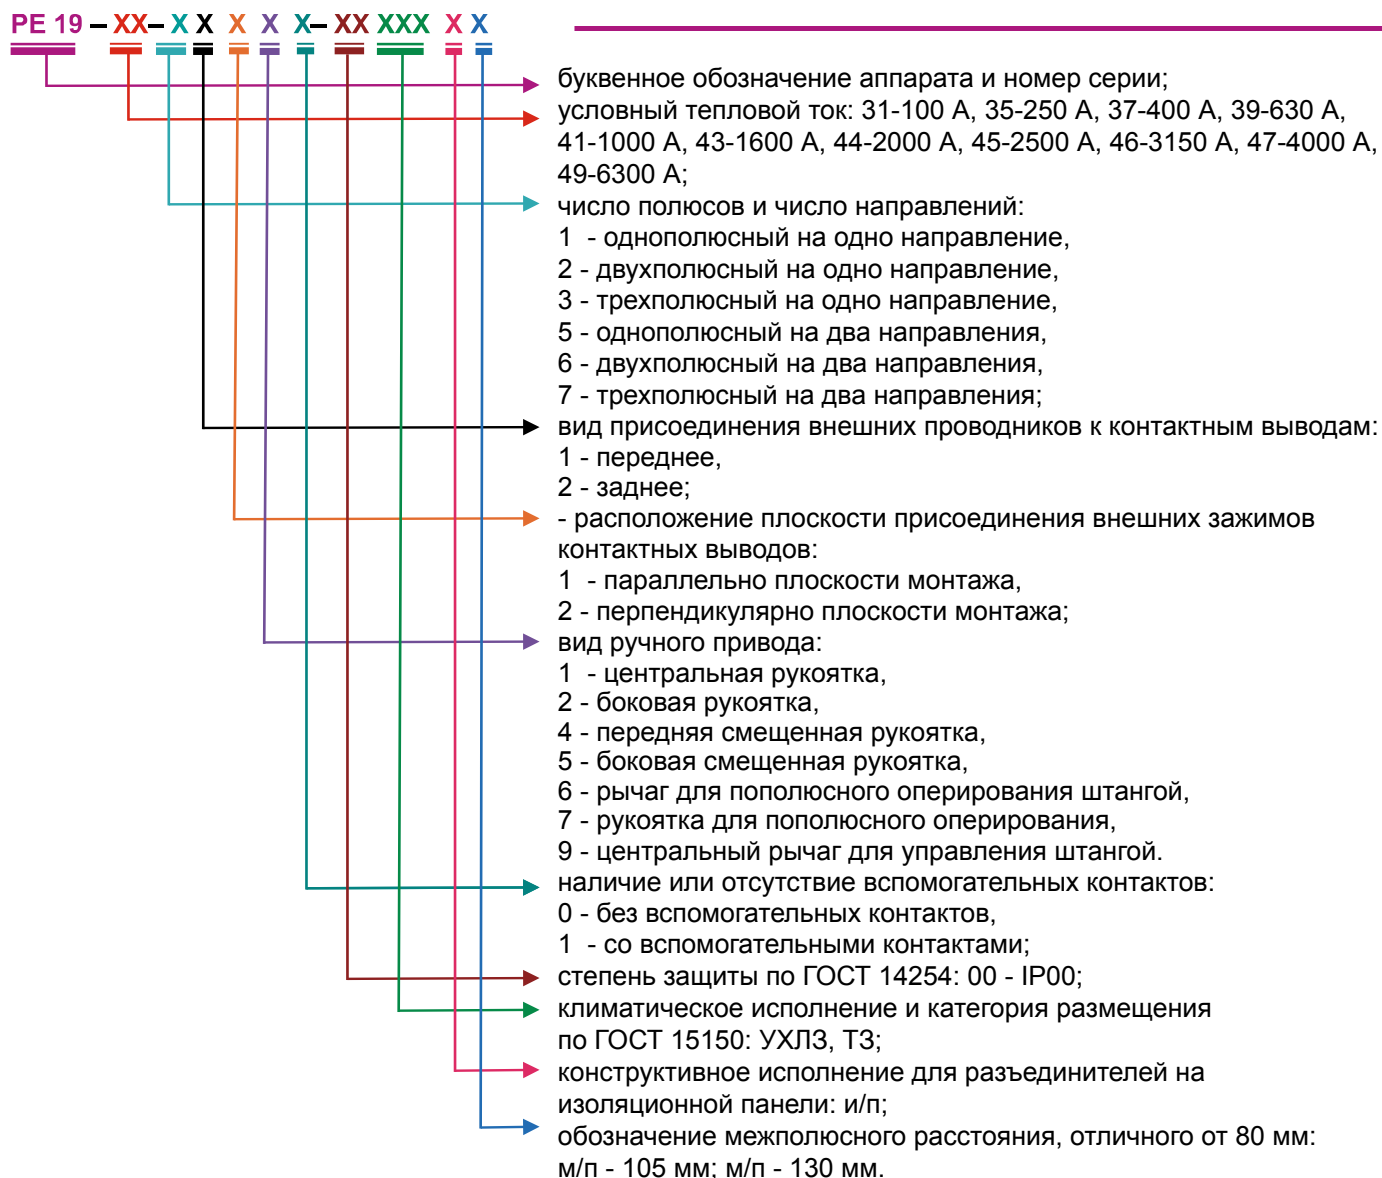 РЕ 19 – XX– X X X X X– XX XXX X X
буквенное обозначение аппарата и номер серии;
условный тепловой ток: 31-100 А, 35-250 А, 37-400 А, 39-630 А,
41-1000 А, 43-1600 А, 44-2000 А, 45-2500 А, 46-3150 А, 47-4000 А,
49-6300 А;
число полюсов и число направлений:
1 - однополюсный на одно направление,
2 - двухполюсный на одно направление,
3 - трехполюсный на одно направление,
5 - однополюсный на два направления,
6 - двухполюсный на два направления,
7 - трехполюсный на два направления;
вид присоединения внешних проводников к контактным выводам:
1 - переднее,
2 - заднее;
- расположение плоскости присоединения внешних зажимов
контактных выводов:
1 - параллельно плоскости монтажа,
2 - перпендикулярно плоскости монтажа;
вид ручного привода:
1 - центральная рукоятка,
2 - боковая рукоятка,
4 - передняя смещенная рукоятка,
5 - боковая смещенная рукоятка,
6 - рычаг для пополюсного оперирования штангой,
7 - рукоятка для пополюсного оперирования,
9 - центральный рычаг для управления штангой.
наличие или отсутствие вспомогательных контактов:
0 - без вспомогательных контактов,
1 - со вспомогательными контактами;
степень защиты по ГОСТ 14254: 00 - IP00;
климатическое исполнение и категория размещения
по ГОСТ 15150: УХЛ3, Т3;
конструктивное исполнение для разъединителей на
изоляционной панели: и/п;
обозначение межполюсного расстояния, отличного от 80 мм:
м/п - 105 мм; м/п - 130 мм.